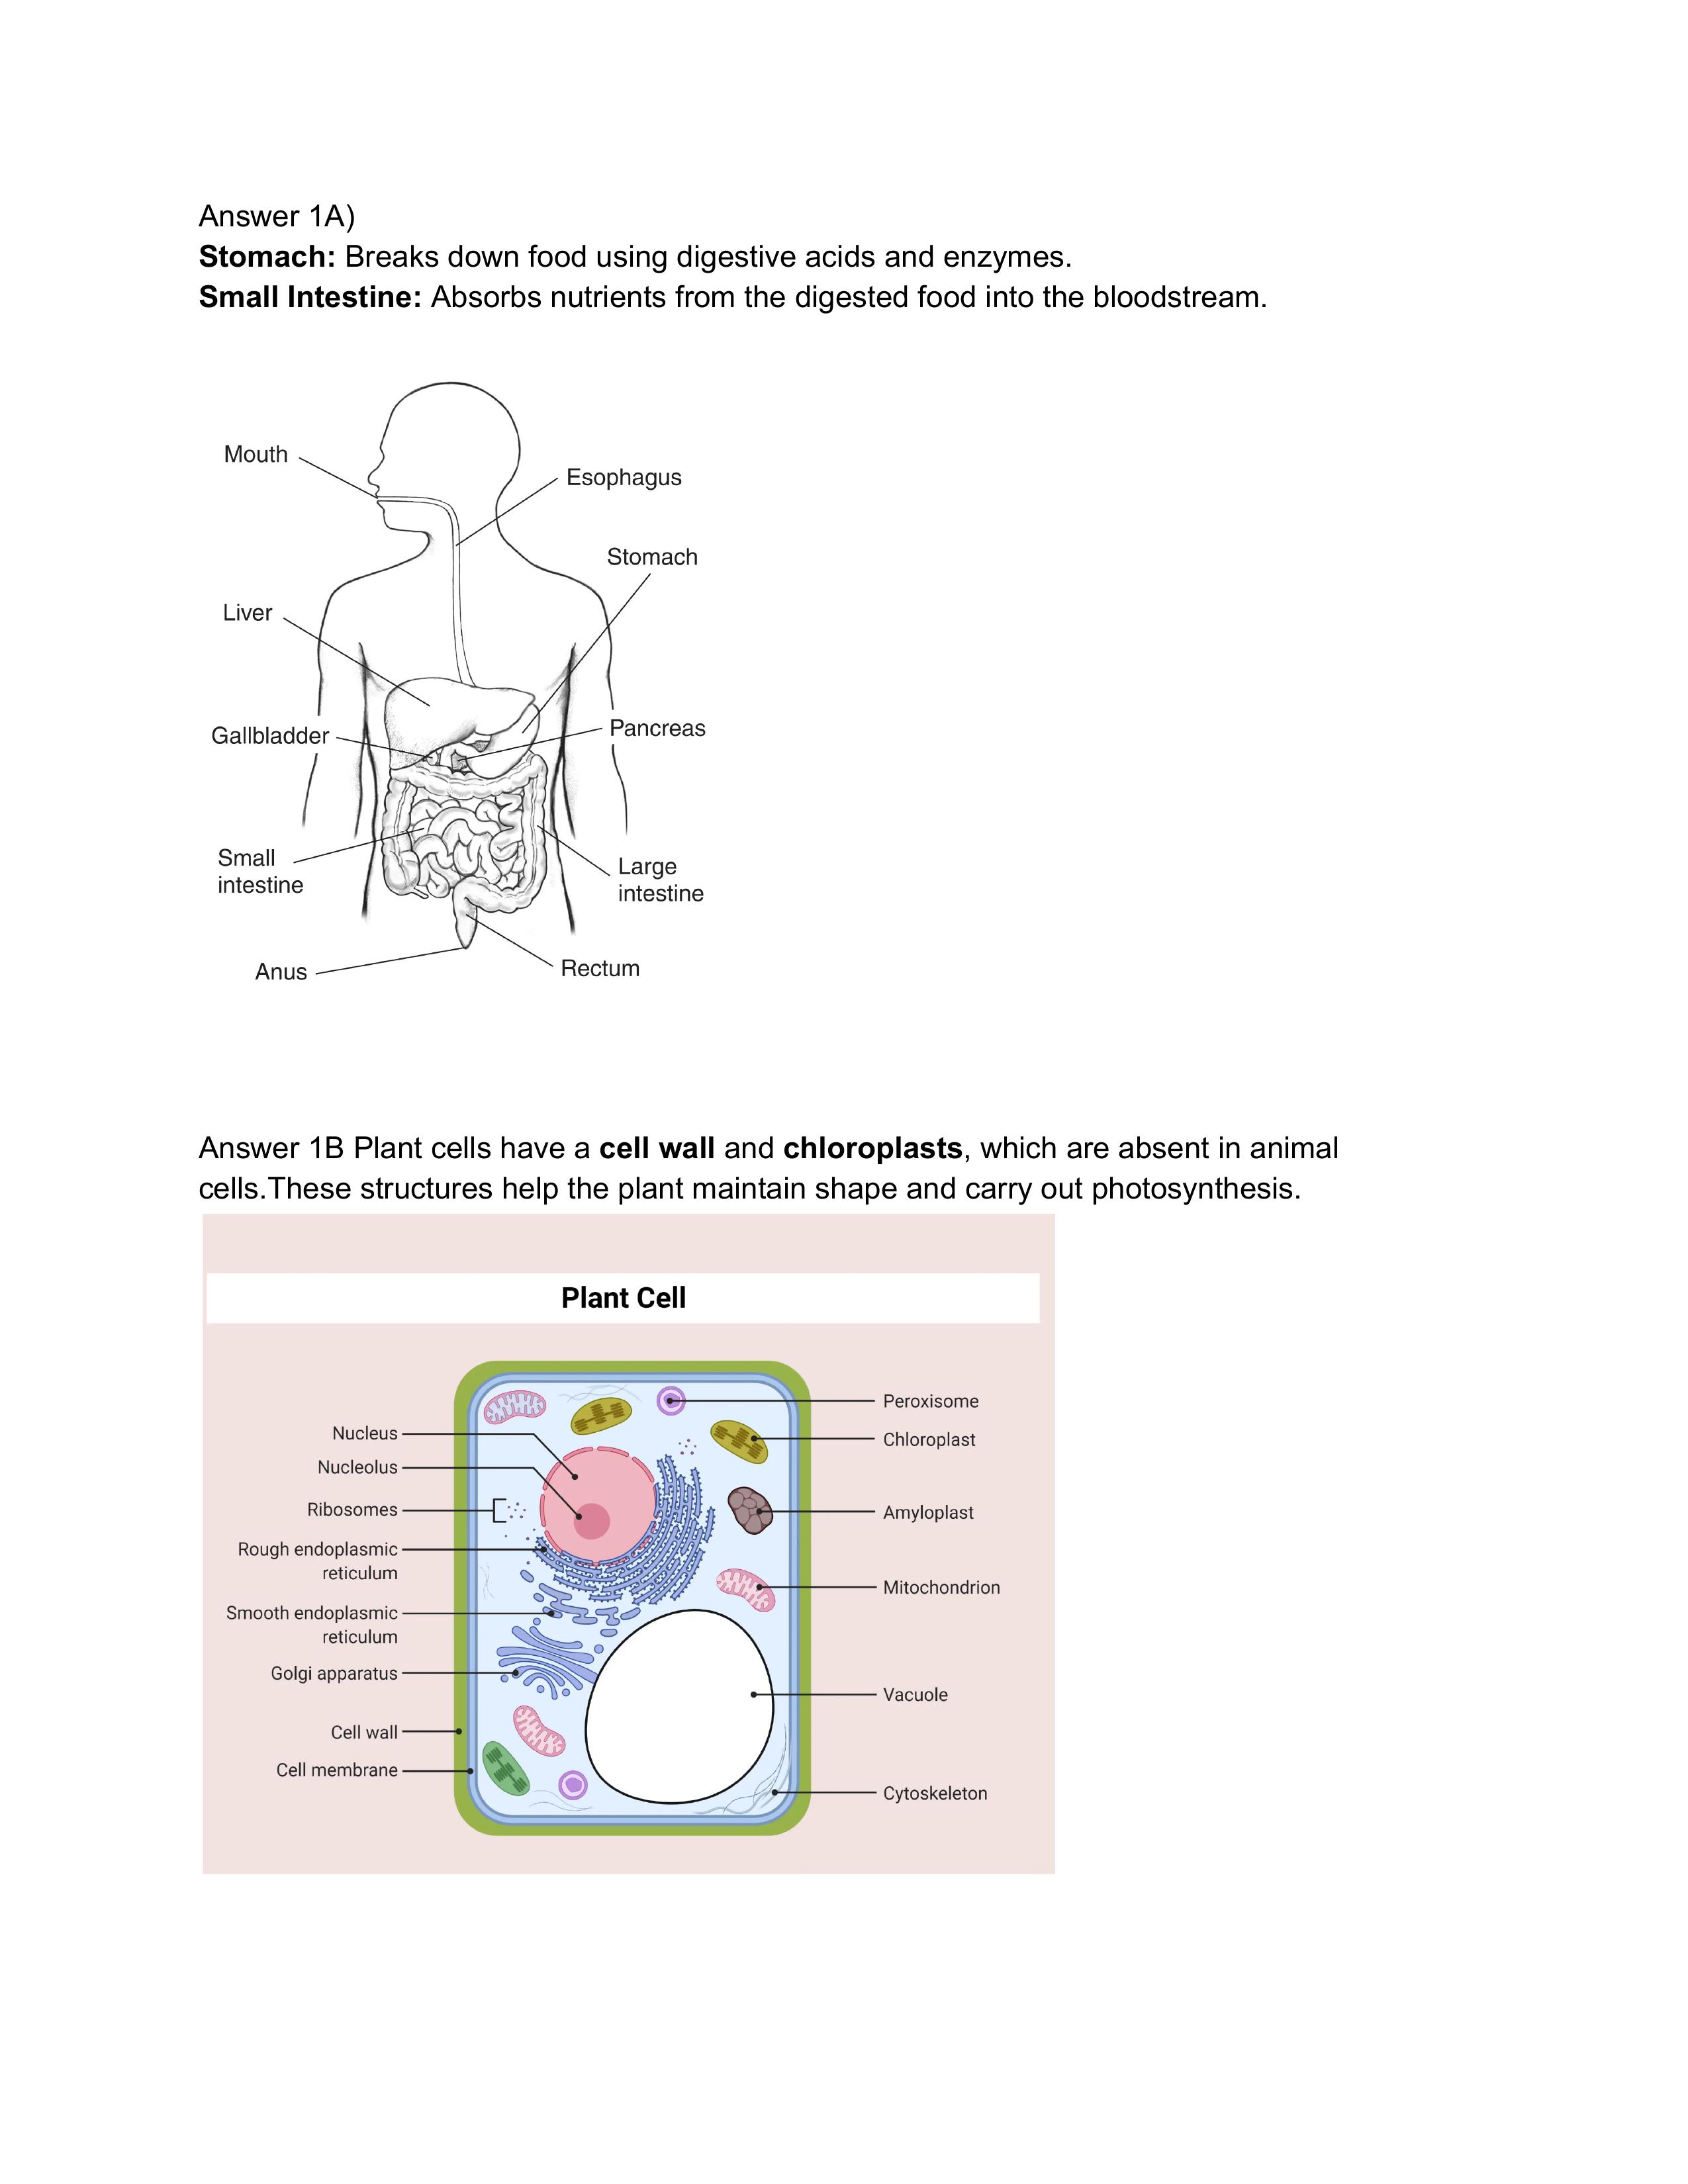 Answer 1A)
Stomach: Breaks down food using digestive acids and enzymes.
Small Intestine: Absorbs nutrients from the digested food into the bloodstream.
Mouth
Esophagus
Stomach
Liver
Gallbladder
Pancreas
Small
intestine
Large
intestine
Anus
Rectum
Answer 1B Plant cells have a cell wall and chloroplasts, which are absent in animal
cells.These structures help the plant maintain shape and carry out photosynthesis.
Plant Cell
Nucleus
Nucleolus
Ribosomes
Rough endoplasmic
reticulum
Smooth endoplasmic
reticulum
Golgi apparatus
Cell wall
Cell membrane
Peroxisome
Chloroplast
Amyloplast
Mitochondrion
Vacuole
Cytoskeleton